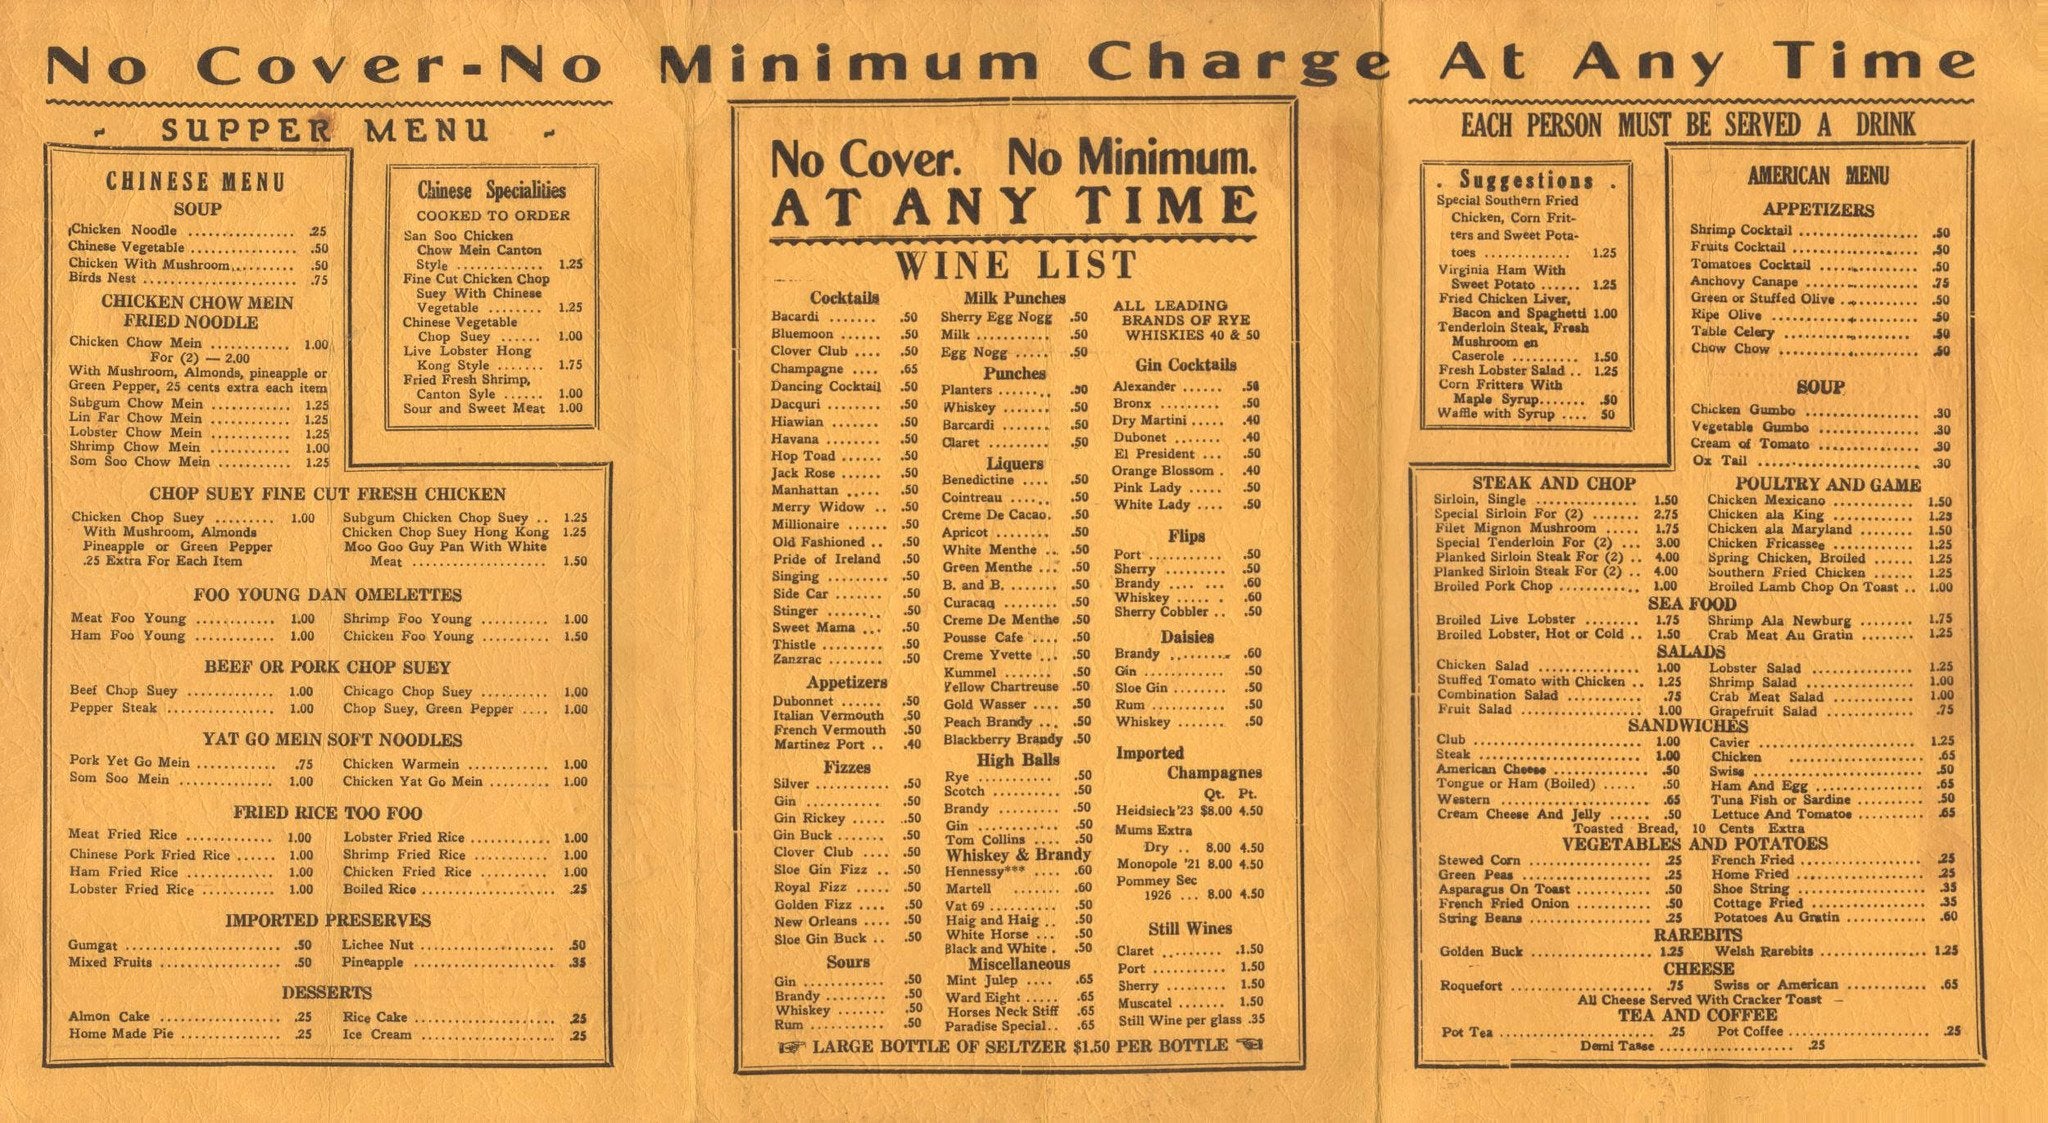 No Cover-No Minimum Charge At Any Time
~ SUPPER MENU ~
CHINESE MENU
SOUP
Chicken Noodle ................ .25
Chinese Vegetable ............... .50
Chicken With Mushroom........... .50
Birds Nest ...................... .75
CHICKEN CHOW MEIN
FRIED NOODLE
Chicken Chow Mein ............ 1.00
For (2) — 2.00
With Mushroom, Almonds, pineapple or
Green Pepper, 25 cents extra each item
Subgum Chow Mein ............ 1.25
Lin Far Chow Mein ............ 1.25
Lobster Chow Mein ............ 1.25
Shrimp Chow Mein ............ 1.00
Som Soo Chow Mein ........... 1.25
Chinese Specialities
COOKED TO ORDER
San Soo Chicken
Chow Mein Canton
Style ............. 1.25
Fine Cut Chicken Chop
Suey With Chinese
Vegetable ......... 1.25
Chinese Vegetable
Chop Suey ...... 1.00
Live Lobster Hong
Kong Style ....... 1.75
Fried Fresh Shrimp,
Canton Syle ...... 1.00
Sour and Sweet Meat 1.00
CHOP SUEY FINE CUT FRESH CHICKEN
Chicken Chop Suey ......... 1.00
With Mushroom, Almonds
Pineapple or Green Pepper
.25 Extra For Each Item
Subgum Chicken Chop Suey .. 1.25
Chicken Chop Suey Hong Kong 1.25
Moo Goo Guy Pan With White
Meat .................... 1.50
FOO YOUNG DAN OMELETTES
Meat Foo Young ............. 1.00
Ham Foo Young ............. 1.00
Shrimp Foo Young ............ 1.00
Chicken Foo Young ........... 1.50
BEEF OR PORK CHOP SUEY
Beef Chop Suey ............. 1.00
Pepper Steak ................ 1.00
Chicago Chop Suey ........... 1.00
Chop Suey, Green Pepper .... 1.00
YAT GO MEIN SOFT NOODLES
Pork Yet Go Mein ............ .75
Som Soo Mein ............... 1.00
Chicken Warmein ............ 1.00
Chicken Yat Go Mein ......... 1.00
FRIED RICE TOO FOO
Meat Fried Rice ............. 1.00
Chinese Pork Fried Rice ...... 1.00
Ham Fried Rice ............. 1.00
Lobster Fried Rice ........... 1.00
Lobster Fried Rice ........... 1.00
Shrimp Fried Rice ........... 1.00
Chicken Fried Rice ........... 1.00
Boiled Rice .................. .25
IMPORTED PRESERVES
Gumgat ..................... .50
Mixed Fruits ................. .50
Lichee Nut ................... .50
Pineapple .................... .35
DESSERTS
Almon Cake ................. .25
Home Made Pie .............. .25
Rice Cake .................... .25
Ice Cream .................... .25
No Cover. No Minimum.
AT ANY TIME
WINE LIST
Cocktails
Bacardi ....... .50
Bluemoon ..... .50
Clover Club .... .50
Champagne .... .65
Dancing Cocktail .50
Dacquri ........ .50
Hiawian ....... .50
Havana ........ .50
Hop Toad ...... .50
Jack Rose ...... .50
Manhattan ..... .50
Merry Widow .. .50
Millionaire ..... .50
Old Fashioned .. .50
Pride of Ireland .50
Singing ......... .50
Side Car ........ .50
Stinger ......... .50
Sweet Mama ... .50
Thistle .......... .50
Zanzrac ........ .50
Appetizers
Dubonnet ...... .50
Italian Vermouth .50
French Vermouth .50
Martinez Port .. .40
Fizzes
Silver .......... .50
Gin ............ .50
Gin Rickey ..... .50
Gin Buck ....... .50
Clover Club .... .50
Sloe Gin Fizz .. .50
Royal Fizz ..... .50
Golden Fizz .... .50
New Orleans .... .50
Sloe Gin Buck .. .50
Sours
Gin ............ .50
Brandy ......... .50
Whiskey ........ .50
Rum ........... .50
Milk Punches
Sherry Egg Nogg .50
Milk ........... .50
Egg Nogg ..... .50
Punches
Planters ........ .50
Whiskey ........ .50
Barcardi ....... .50
Claret ......... .50
Liquers
Benedictine .... .50
Cointreau ...... .50
Creme De Cacao. .50
Apricot ........ .50
White Menthe .. .50
Green Menthe ... .50
B. and B. ....... .50
Curacaq ........ .50
Creme De Menthe .50
Pousse Cafe .... .50
Creme Yvette ... .50
Kummel ........ .50
Yellow Chartreuse .50
Gold Wasser .... .50
Peach Brandy ... .50
Blackberry Brandy .50
High Balls
Rye ............ .50
Scotch .......... .50
Brandy ......... .50
Gin ............ .50
Tom Collins .... .50
Whiskey & Brandy
Hennessy*** .... .60
Martell ........ .60
Vat 69 .......... .50
Haig and Haig .. .50
White Horse ... .50
Black and White . .50
Miscellaneous
Mint Julep .... .65
Ward Eight .... .65
Horses Neck Stiff .65
Paradise Special.. .65
ALL LEADING
BRANDS OF RYE
WHISKIES 40 & 50
Gin Cocktails
Alexander ...... .50
Bronx .......... .50
Dry Martini ..... .40
Dubonet ....... .40
El President ... .50
Orange Blossom . .40
Pink Lady ..... .50
White Lady .... .50
Flips
Port ........... .50
Sherry ......... .50
Brandy ........ .60
Whiskey ...... .60
Sherry Cobbler .. .50
Daisies
Brandy ......... .60
Gin ............ .50
Sloe Gin ........ .50
Rum ........... .50
Whiskey ....... .50
Imported
Champagnes
Qt. Pt.
Heidsieck '23 $8.00 4.50
Mums Extra
Dry .. 8.00 4.50
Monopole '21 8.00 4.50
Pommey Sec
1926 ... 8.00 4.50
Still Wines
Claret ......... .1.50
Port .......... 1.50
Sherry ........ 1.50
Muscatel ....... 1.50
Still Wine per glass .35
LARGE BOTTLE OF SELTZER $1.50 PER BOTTLE
EACH PERSON MUST BE SERVED A DRINK
. Suggestions .
Special Southern Fried
Chicken, Corn Frit-
ters and Sweet Pota-
toes ............ 1.25
Virginia Ham With
Sweet Potato ...... 1.25
Fried Chicken Liver,
Bacon and Spaghetti 1.00
Tenderloin Steak, Fresh
Mushroom en
Caserole ......... 1.50
Fresh Lobster Salad .. 1.25
Corn Fritters With
Maple Syrup....... .50
Waffle with Syrup .... 50
AMERICAN MENU
APPETIZERS
Shrimp Cocktail ................ .50
Fruits Cocktail ................. .50
Tomatoes Cocktail .............. .50
Anchovy Canape ................ .75
Green or Stuffed Olive ........... .50
Ripe Olive ...................... .50
Table Celery .................... .50
Chow Chow .................... .50
SOUP
Chicken Gumbo ................ .30
Vegetable Gumbo ............... .30
Cream of Tomato ............... .30
Ox Tail ........................ .30
STEAK AND CHOP
Sirloin, Single ............... 1.50
Special Sirloin For (2) ....... 2.75
Filet Mignon Mushroom ... 1.75
Special Tenderloin For (2) ... 3.00
Planked Sirloin Steak For (2) .. 4.00
Planked Sirloin Steak For (2) .. 4.00
Broiled Pork Chop ............ 1.00
POULTRY AND GAME
Chicken Mexicano ............ 1.50
Chicken ala King ............. 1.25
Chicken ala Maryland ......... 1.50
Chicken Fricassee ............ 1.25
Spring Chicken, Broiled ...... 1.25
Southern Fried Chicken ...... 1.25
Broiled Lamb Chop On Toast .. 1.00
SEA FOOD
Broiled Live Lobster ......... 1.75
Broiled Lobster, Hot or Cold .. 1.50
Shrimp Ala Newburg ......... 1.75
Crab Meat Au Gratin ......... 1.25
SALADS
Chicken Salad ............... 1.00
Stuffed Tomato with Chicken .. 1.25
Combination Salad ........... .75
Fruit Salad .................. 1.00
Lobster Salad ................ 1.25
Shrimp Salad ................ 1.00
Crab Meat Salad ............. 1.00
Grapefruit Salad .............. .75
SANDWICHES
Club ........................ 1.00
Steak ....................... 1.00
American Cheese ............. .50
Tongue or Ham (Boiled) ..... .50
Western ..................... .65
Cream Cheese And Jelly ...... .50
Cavier ...................... 1.25
Chicken .................... .65
Swiss ....................... .50
Ham And Egg ............... .65
Tuna Fish or Sardine ......... .50
Lettuce And Tomatoe ........ .65
Toasted Bread, 10 Cents Extra
VEGETABLES AND POTATOES
Stewed Corn ................ .25
Green Peas ................. .25
Asparagus On Toast .......... .50
French Fried Onion .......... .50
String Beans ................ .25
French Fried ................ .25
Home Fried ................. .25
Shoe String ................. .35
Cottage Fried ................ .35
Potatoes Au Gratin ........... .60
RAREBITS
Golden Buck ................ 1.25
Welsh Rarebits .............. 1.25
CHEESE
Roquefort ................... .75
Swiss or American ........... .65
All Cheese Served With Cracker Toast —
TEA AND COFFEE
Pot Tea ..................... .25
Pot Coffee ................... .25
Demi Tasse .................... .25